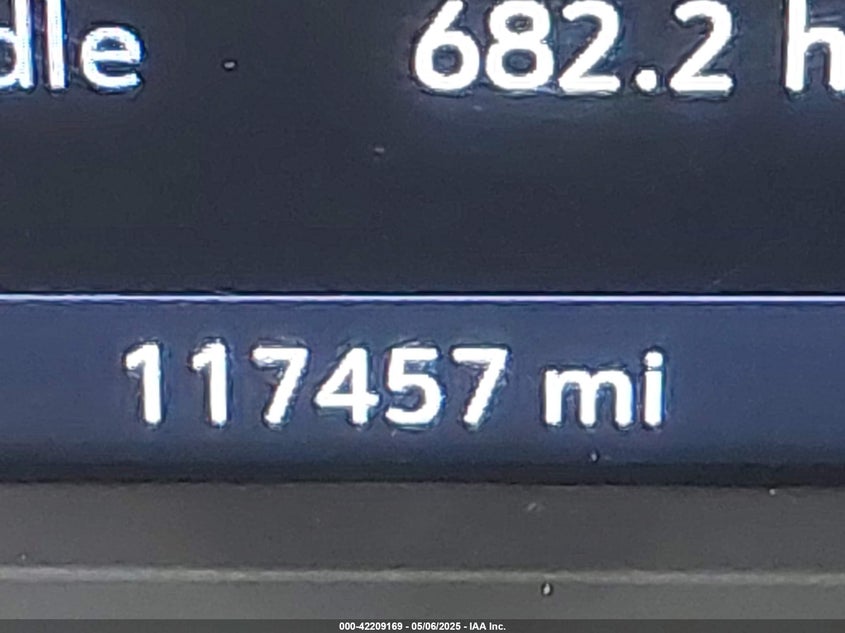 dle 682.2 h
117457 mi
000-42209169 - 05/06/2025 - IAA Inc.